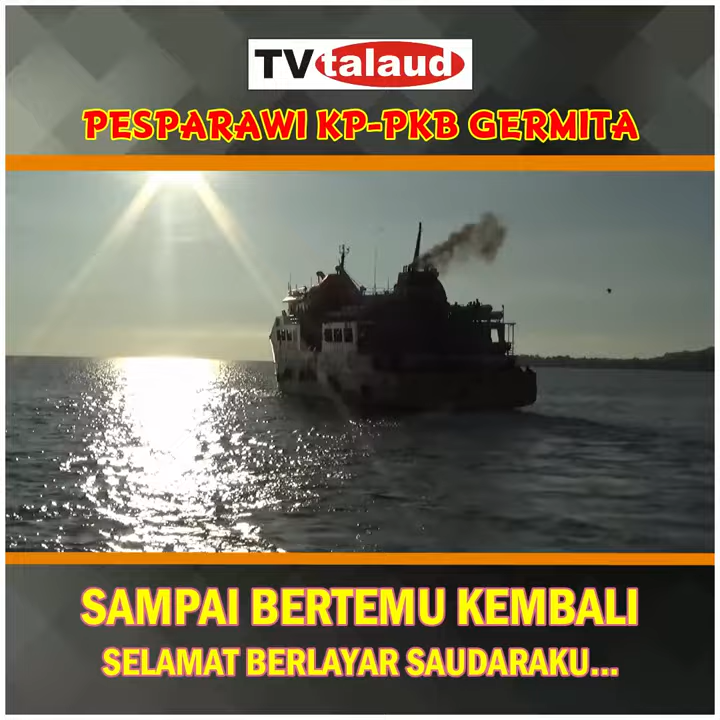 TVtalaud
PESPARAWI KP-PKB GERMITA
SAMPAI BERTEMU KEMBALI
SELAMAT BERLAYAR SAUDARAKU...